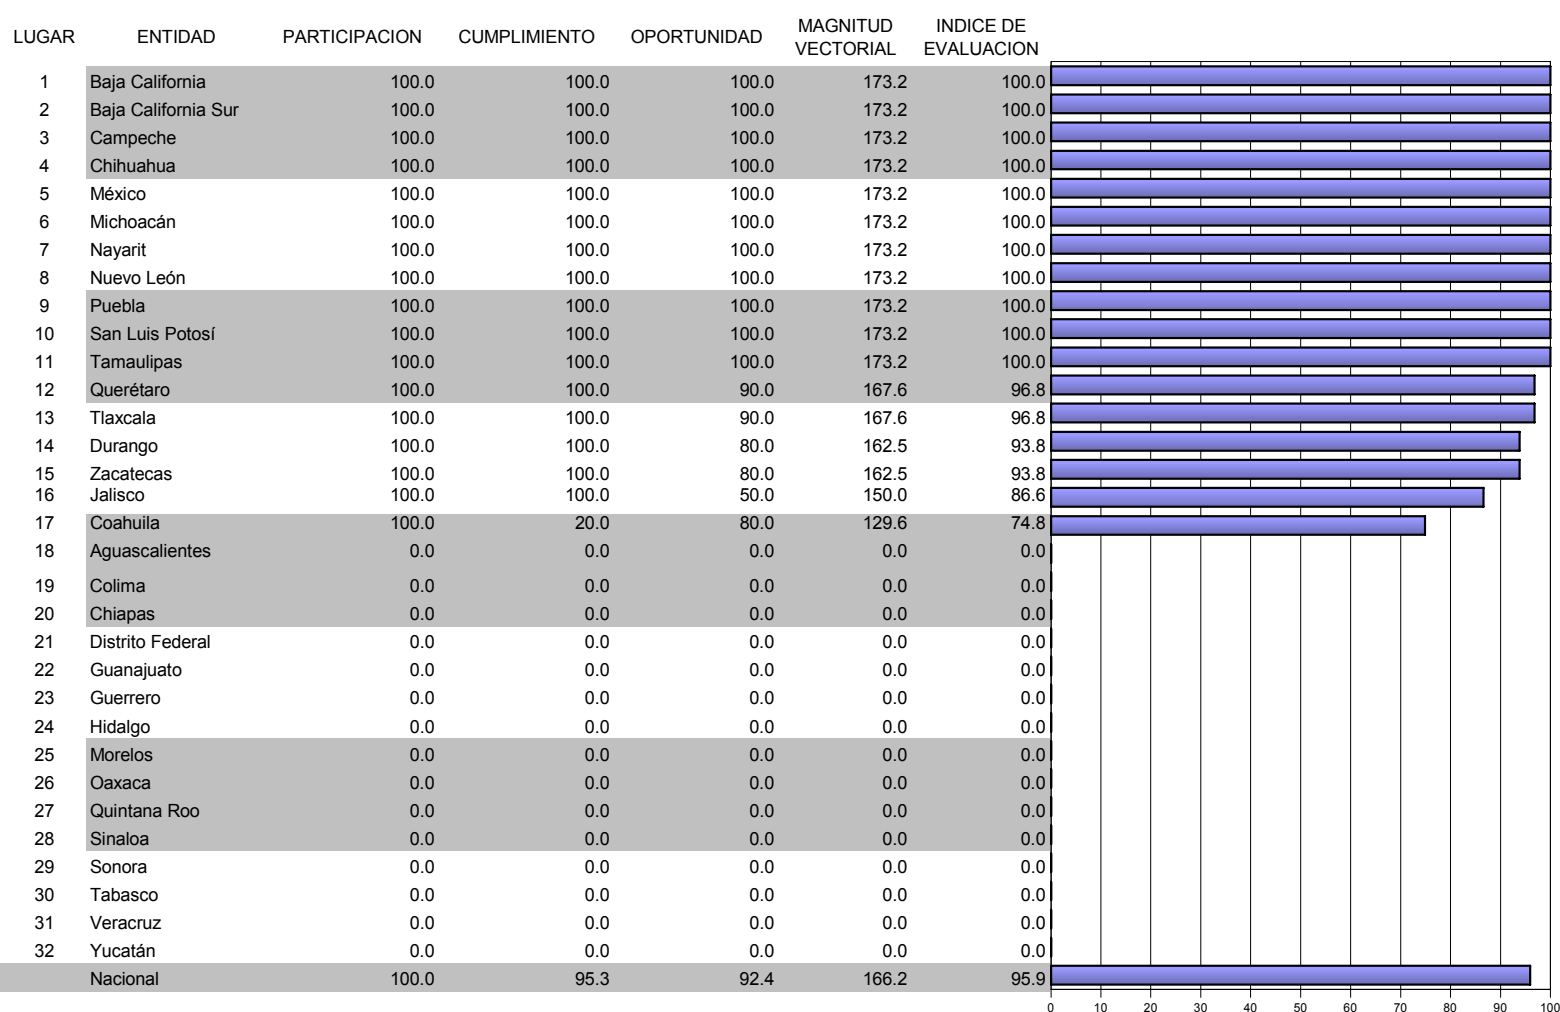 LUGAR ENTIDAD PARTICIPACION CUMPLIMIENTO OPORTUNIDAD MAGNITUD VECTORIAL INDICE DE EVALUACION
1 Baja California 100.0 100.0 100.0 173.2 100.0
2 Baja California Sur 100.0 100.0 100.0 173.2 100.0
3 Campeche 100.0 100.0 100.0 173.2 100.0
4 Chihuahua 100.0 100.0 100.0 173.2 100.0
5 México 100.0 100.0 100.0 173.2 100.0
6 Michoacán 100.0 100.0 100.0 173.2 100.0
7 Nayarit 100.0 100.0 100.0 173.2 100.0
8 Nuevo León 100.0 100.0 100.0 173.2 100.0
9 Puebla 100.0 100.0 100.0 173.2 100.0
10 San Luis Potosí 100.0 100.0 100.0 173.2 100.0
11 Tamaulipas 100.0 100.0 100.0 173.2 100.0
12 Querétaro 100.0 100.0 90.0 167.6 96.8
13 Tlaxcala 100.0 100.0 90.0 167.6 96.8
14 Durango 100.0 100.0 80.0 162.5 93.8
15 Zacatecas 100.0 100.0 80.0 162.5 93.8
16 Jalisco 100.0 100.0 50.0 150.0 86.6
17 Coahuila 100.0 20.0 80.0 129.6 74.8
18 Aguascalientes 0.0 0.0 0.0 0.0 0.0
19 Colima 0.0 0.0 0.0 0.0 0.0
20 Chiapas 0.0 0.0 0.0 0.0 0.0
21 Distrito Federal 0.0 0.0 0.0 0.0 0.0
22 Guanajuato 0.0 0.0 0.0 0.0 0.0
23 Guerrero 0.0 0.0 0.0 0.0 0.0
24 Hidalgo 0.0 0.0 0.0 0.0 0.0
25 Morelos 0.0 0.0 0.0 0.0 0.0
26 Oaxaca 0.0 0.0 0.0 0.0 0.0
27 Quintana Roo 0.0 0.0 0.0 0.0 0.0
28 Sinaloa 0.0 0.0 0.0 0.0 0.0
29 Sonora 0.0 0.0 0.0 0.0 0.0
30 Tabasco 0.0 0.0 0.0 0.0 0.0
31 Veracruz 0.0 0.0 0.0 0.0 0.0
32 Yucatán 0.0 0.0 0.0 0.0 0.0
Nacional 100.0 95.3 92.4 166.2 95.9
0 10 20 30 40 50 60 70 80 90 100